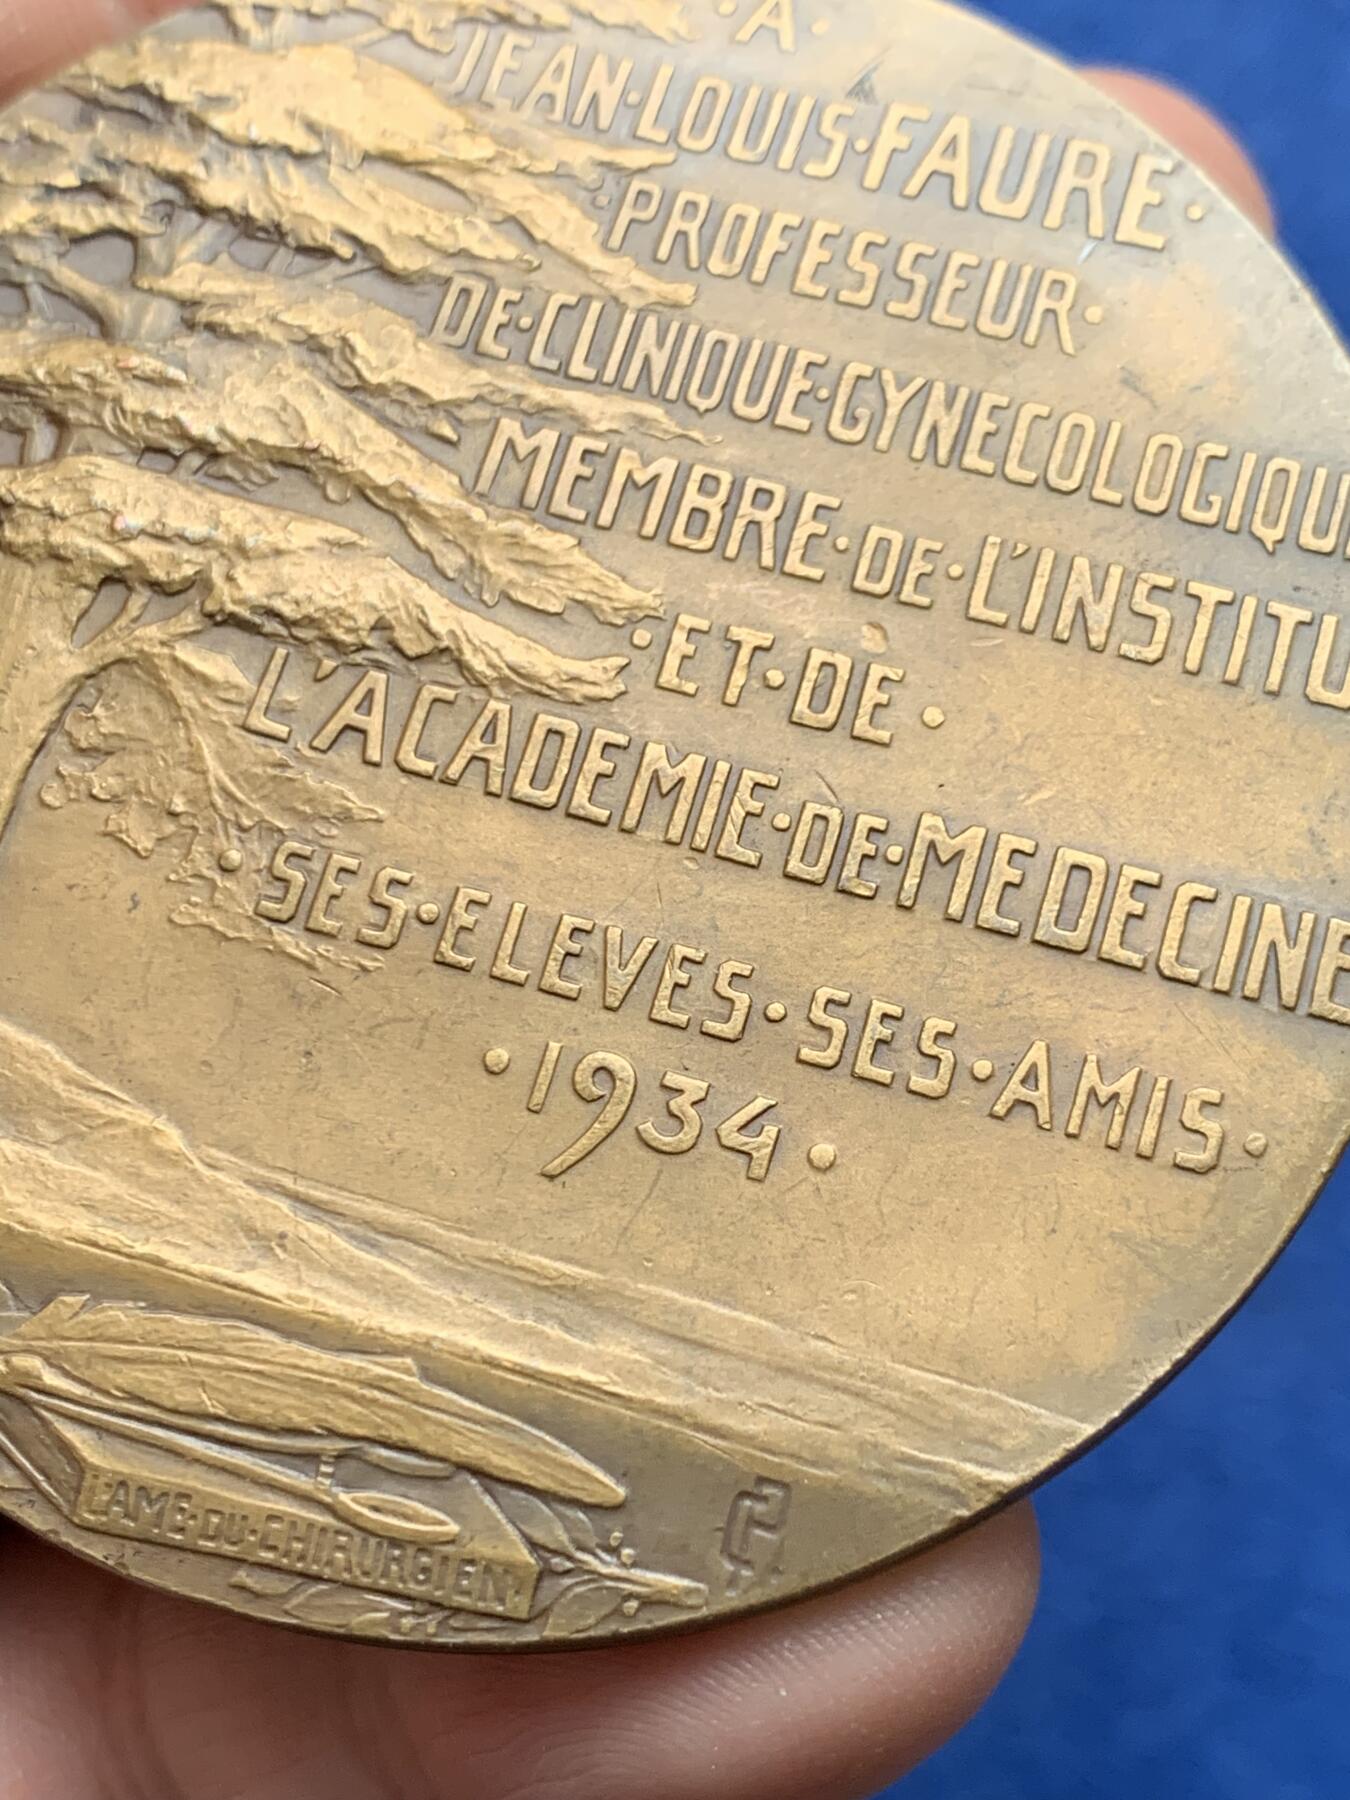 ·A·
JEAN·LOUIS·FAURE·
·PROFESSEUR·
DE·CLINIQUE·GYNECOLOGIQU
MEMBRE·DE·L'INSTITU
·ET·DE·
L'ACADEMIE·DE·MEDECINE
·SES·ELEVES·SES·AMIS·
·1934·
L'AME·DU·CHIRURGIEN·